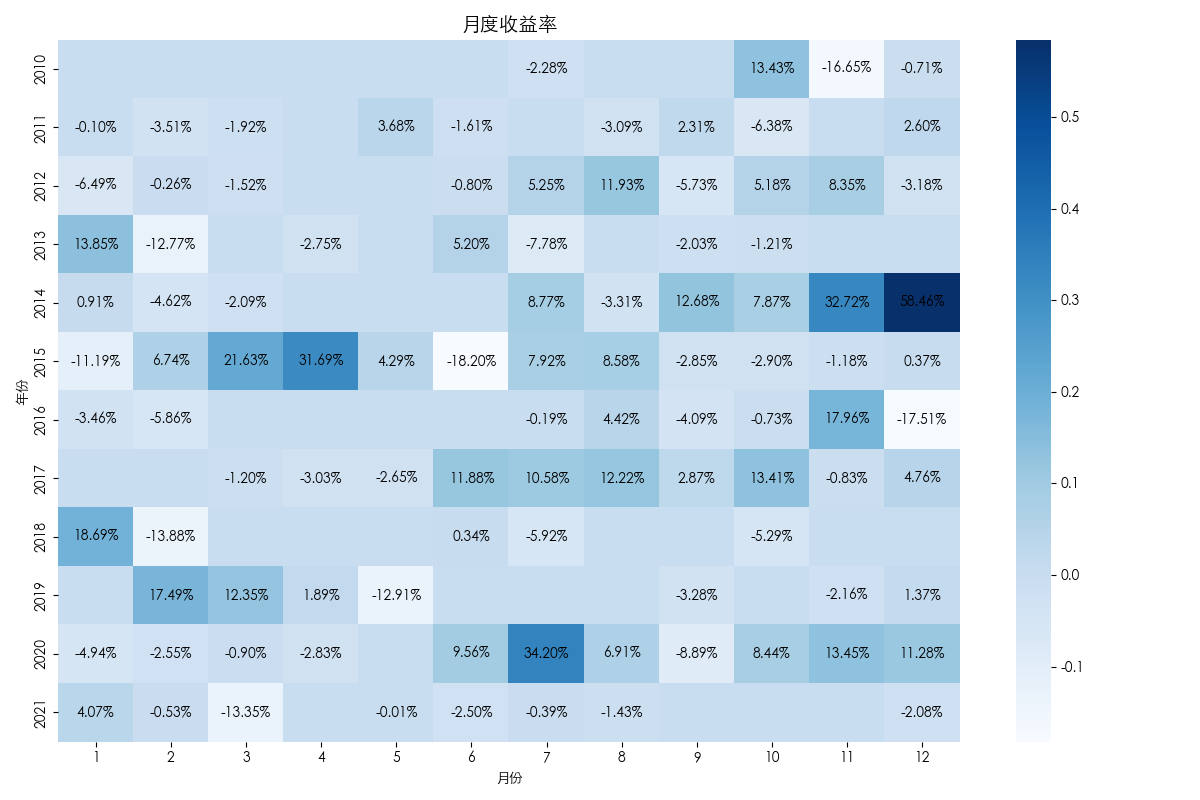 月度收益率
2010 -2.28% 13.43% -16.65% -0.71%
2011 -0.10% -3.51% -1.92% 3.68% -1.61% -3.09% 2.31% -6.38% 2.60%
2012 -6.49% -0.26% -1.52% -0.80% 5.25% 11.93% -5.73% 5.18% 8.35% -3.18%
2013 13.85% -12.77% -2.75% 5.20% -7.78% -2.03% -1.21%
2014 0.91% -4.62% -2.09% 8.77% -3.31% 12.68% 7.87% 32.72% 58.46%
2015 -11.19% 6.74% 21.63% 31.69% 4.29% -18.20% 7.92% 8.58% -2.85% -2.90% -1.18% 0.37%
2016 -3.46% -5.86% -0.19% 4.42% -4.09% -0.73% 17.96% -17.51%
2017 -1.20% -3.03% -2.65% 11.88% 10.58% 12.22% 2.87% 13.41% -0.83% 4.76%
2018 18.69% -13.88% 0.34% -5.92% -5.29%
2019 17.49% 12.35% 1.89% -12.91% -3.28% -2.16% 1.37%
2020 -4.94% -2.55% -0.90% -2.83% 9.56% 34.20% 6.91% -8.89% 8.44% 13.45% 11.28%
2021 4.07% -0.53% -13.35% -0.01% -2.50% -0.39% -1.43% -2.08%
1 2 3 4 5 6 7 8 9 10 11 12
月份
年份
0.5
0.4
0.3
0.2
0.1
0.0
-0.1